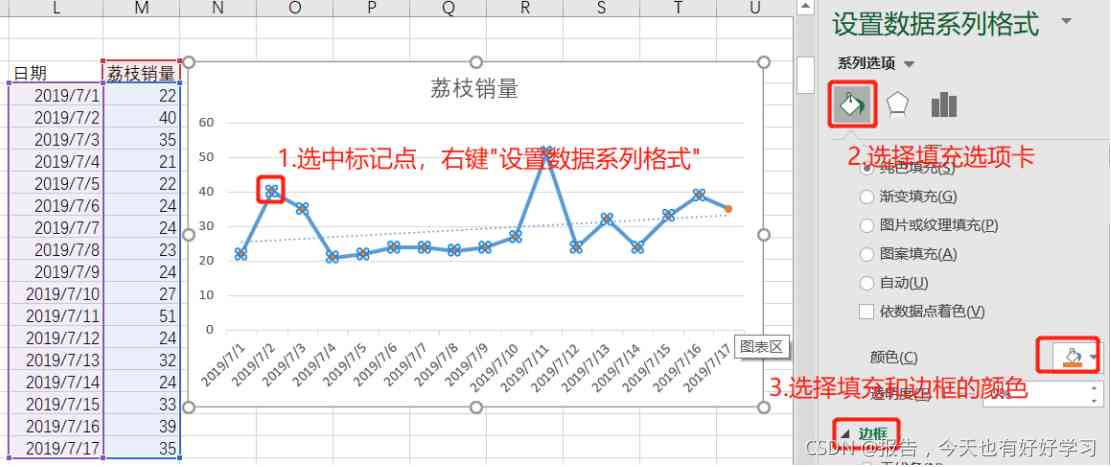 L M N O P Q R S T U
日期 荔枝销量
2019/7/1 22
2019/7/2 40
2019/7/3 35
2019/7/4 21
2019/7/5 22
2019/7/6 24
2019/7/7 24
2019/7/8 23
2019/7/9 24
2019/7/10 27
2019/7/11 51
2019/7/12 24
2019/7/13 32
2019/7/14 24
2019/7/15 33
2019/7/16 39
2019/7/17 35
荔枝销量
60
50
40
30
20
10
0
1.选中标记点，右键"设置数据系列格式"
2019/7/1 2019/7/2 2019/7/3 2019/7/4 2019/7/5 2019/7/6 2019/7/7 2019/7/8 2019/7/9 2019/7/10 2019/7/11 2019/7/12 2019/7/13 2019/7/14 2019/7/15 2019/7/16 2019/7/17
图表区
设置数据系列格式
系列选项
2.选择填充选项卡
纯色填充(S)
渐变填充(G)
图片或纹理填充(P)
图案填充(A)
自动(U)
依数据点着色(V)
颜色(C)
3.选择填充和边框的颜色
透明度(T)
边框
CSDN @报告，今天也有好好学习